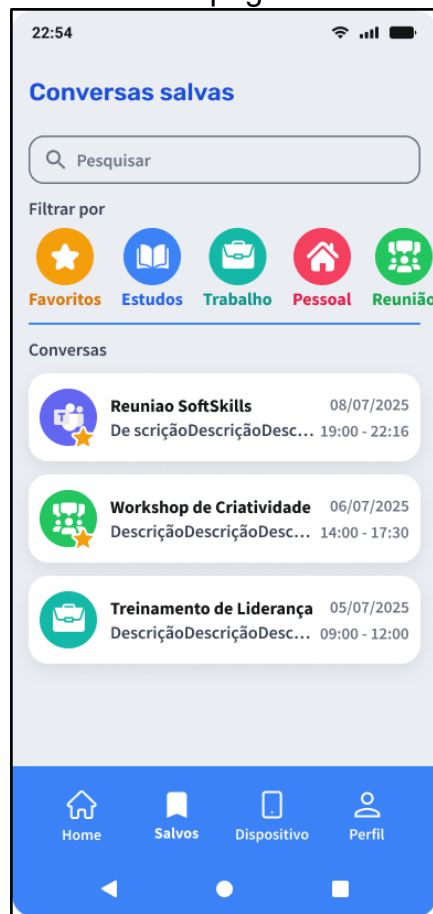 22:54
Conversas salvas
Pesquisar
Filtrar por
Favoritos Estudos Trabalho Pessoal Reunião
Conversas
Reuniao SoftSkills 08/07/2025
De scriçãoDescriçãoDesc... 19:00 - 22:16
Workshop de Criatividade 06/07/2025
DescriçãoDescriçãoDesc... 14:00 - 17:30
Treinamento de Liderança 05/07/2025
DescriçãoDescriçãoDesc... 09:00 - 12:00
Home Salvos Dispositivo Perfil